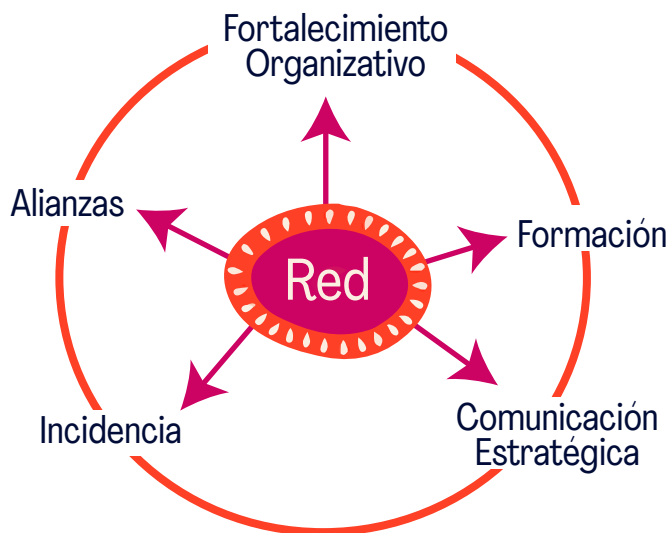 Fortalecimiento
Organizativo
Alianzas
Formación
Red
Incidencia
Comunicación
Estratégica